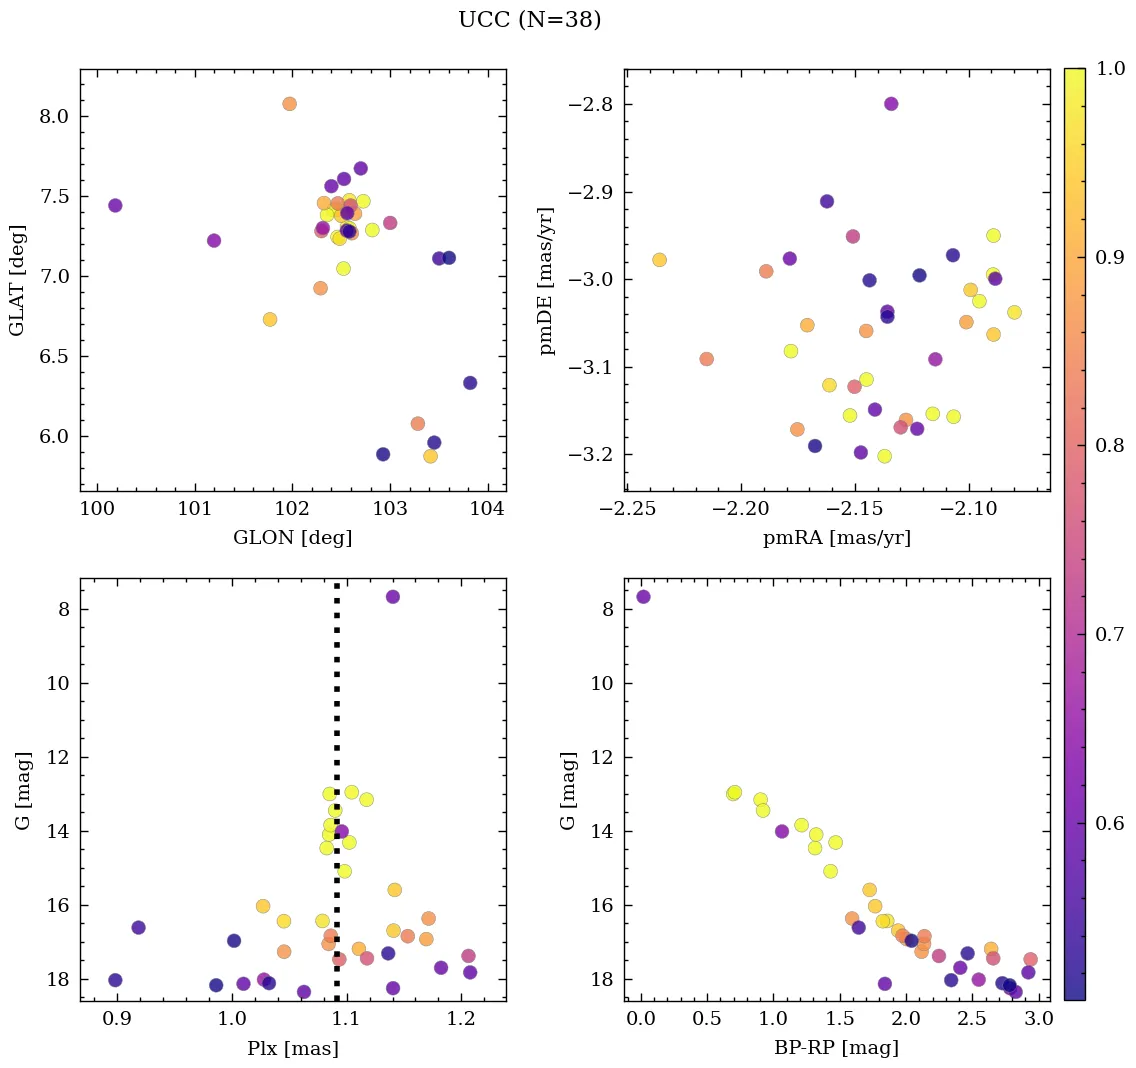 UCC (N=38)
8.0
7.5
7.0
6.5
6.0
GLAT [deg]
100 101 102 103 104
GLON [deg]
−2.8
−2.9
−3.0
−3.1
−3.2
pmDE [mas/yr]
−2.25 −2.20 −2.15 −2.10
pmRA [mas/yr]
1.0
0.9
0.8
0.7
0.6
8
10
12
14
16
18
G [mag]
0.9 1.0 1.1 1.2
Plx [mas]
8
10
12
14
16
18
G [mag]
0.0 0.5 1.0 1.5 2.0 2.5 3.0
BP-RP [mag]